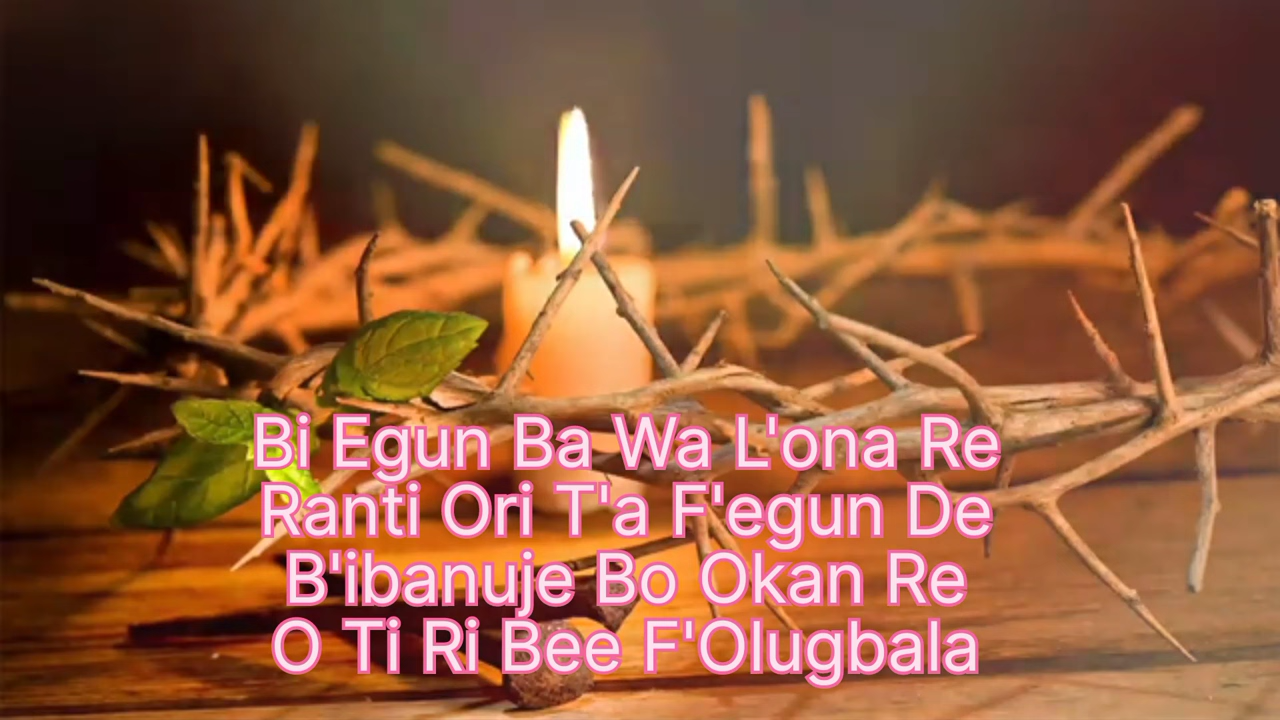 Bi Egun Ba Wa L'ona Re
Ranti Ori T'a F'egun De
B'ibanuje Bo Okan Re
O Ti Ri Bee F'Olugbala